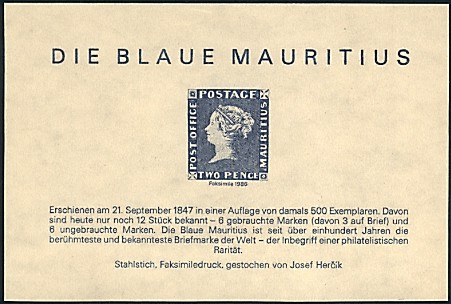 DIE BLAUE MAURITIUS
POSTAGE
POST OFFICE
MAURITIUS
TWO PENCE
Faksimile 1986
Erschienen am 21. September 1847 in einer Auflage von damals 500 Exemplaren. Davon
sind heute nur noch 12 Stück bekannt – 6 gebrauchte Marken (davon 3 auf Brief) und
6 ungebrauchte Marken. Die Blaue Mauritius ist seit über einhundert Jahren die
berühmteste und bekannteste Briefmarke der Welt – der Inbegriff einer philatelistischen
Rarität.
Stahlstich, Faksimiledruck, gestochen von Josef Herčík